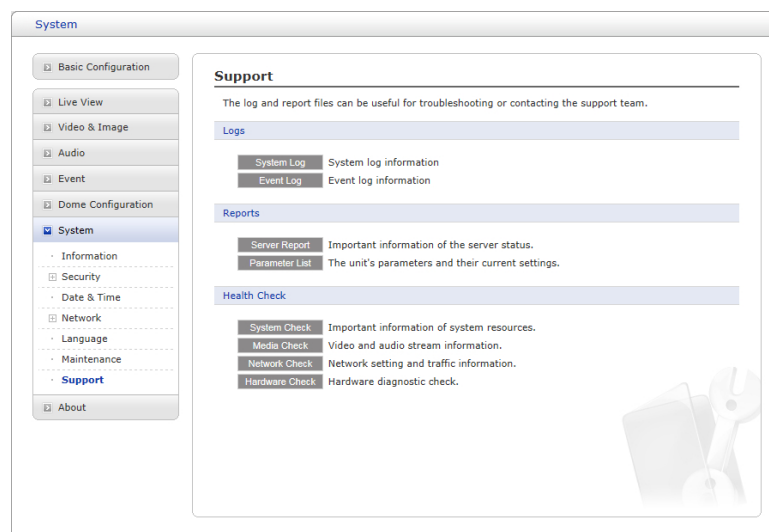 System
Basic Configuration
Live View
Video & Image
Audio
Event
Dome Configuration
System
Information
Security
Date & Time
Network
Language
Maintenance
Support
About
Support
The log and report files can be useful for troubleshooting or contacting the support team.
Logs
System Log System log information
Event Log Event log information
Reports
Server Report Important information of the server status.
Parameter List The unit's parameters and their current settings.
Health Check
System Check Important information of system resources.
Media Check Video and audio stream information.
Network Check Network setting and traffic information.
Hardware Check Hardware diagnostic check.